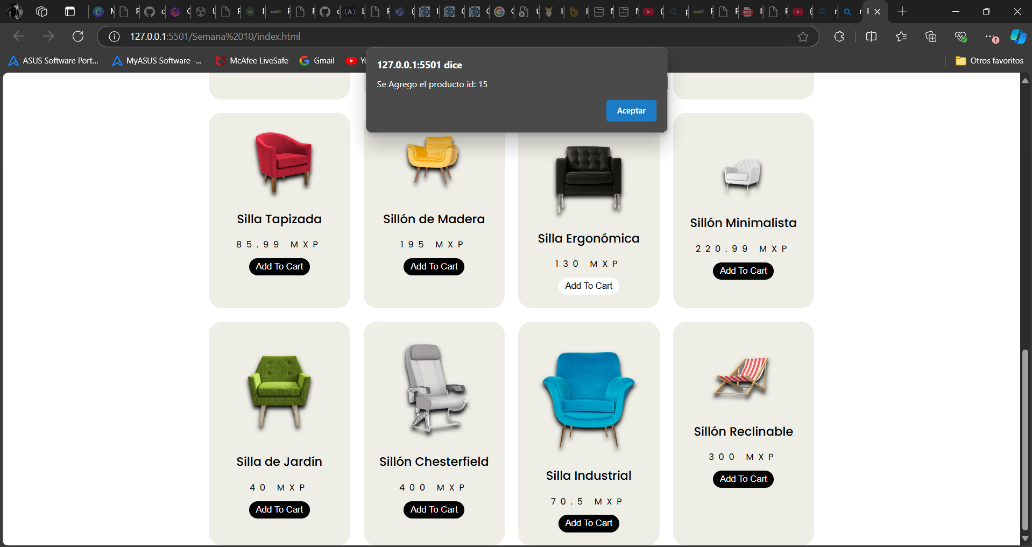 127.0.0.1:5501/Semana%2010/index.html
ASUS Software Port...
MyASUS Software -...
McAfee LiveSafe
Gmail
Otros favoritos
127.0.0.1:5501 dice
Se Agrego el producto id: 15
Aceptar
Silla Tapizada
85.99 MXP
Add To Cart
Sillón de Madera
195 MXP
Add To Cart
Silla Ergonómica
130 MXP
Add To Cart
Sillón Minimalista
220.99 MXP
Add To Cart
Silla de Jardín
40 MXP
Add To Cart
Sillón Chesterfield
400 MXP
Add To Cart
Silla Industrial
70.5 MXP
Add To Cart
Sillón Reclinable
300 MXP
Add To Cart